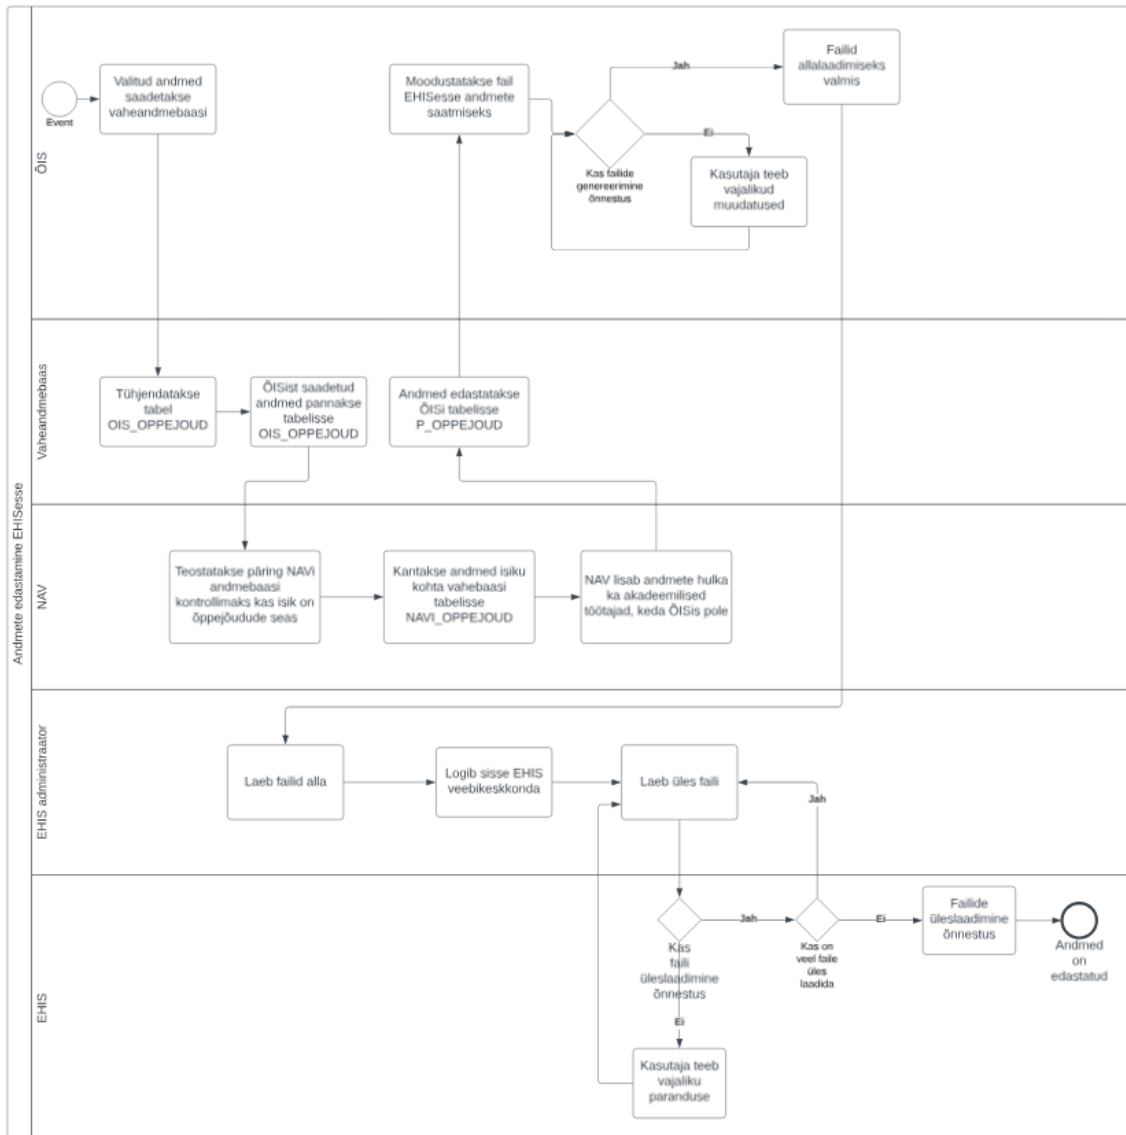 Andmete edastamine EHISesse
ÕIS
Event
Valitud andmed
saadetakse
vaheandmebaasi
Moodustatakse fail
EHISesse andmete
saatmiseks
Kas failide
genereerimine
õnnestus
Jah
Ei
Failid
allalaadimiseks
valmis
Kasutaja teeb
vajalikud
muudatused
Vaheandmebaas
Tühjendatakse
tabel
OIS_OPPEJOUD
ÕISist saadetud
andmed pannakse
tabelisse
OIS_OPPEJOUD
Andmed edastatakse
ÕISi tabelisse
P_OPPEJOUD
NAV
Teostatakse päring NAVi
andmebaasi
kontrollimaks kas isik on
õppejõudude seas
Kantakse andmed isiku
kohta vahebaasi
tabelisse
NAVI_OPPEJOUD
NAV lisab andmete hulka
ka akadeemilised
töötajad, keda ÕISis pole
EHIS administraator
Laeb failid alla
Logib sisse EHIS
veebikeskkonda
Laeb üles faili
Jah
EHIS
Kas
faili
üleslaadimine
õnnestus
Jah
Ei
Kas on
veel faile
üles
laadida
Ei
Failide
üleslaadimine
õnnestus
Andmed
on
edastatud
Kasutaja teeb
vajaliku
paranduse